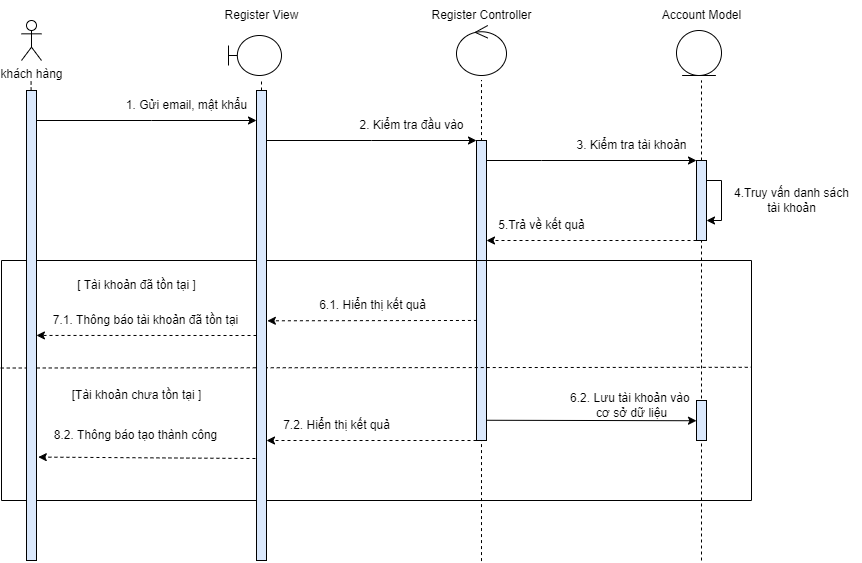 Register View
Register Controller
Account Model
khách hàng
1. Gửi email, mật khẩu
2. Kiểm tra đầu vào
3. Kiểm tra tải khoản
4.Truy vấn danh sách
tài khoản
5.Trả về kết quả
[ Tài khoản đã tồn tại ]
6.1. Hiển thị kết quả
7.1. Thông báo tài khoản đã tồn tại
[Tài khoản chưa tồn tại ]
6.2. Lưu tài khoản vào
cơ sở dữ liệu
7.2. Hiển thị kết quả
8.2. Thông báo tạo thành công